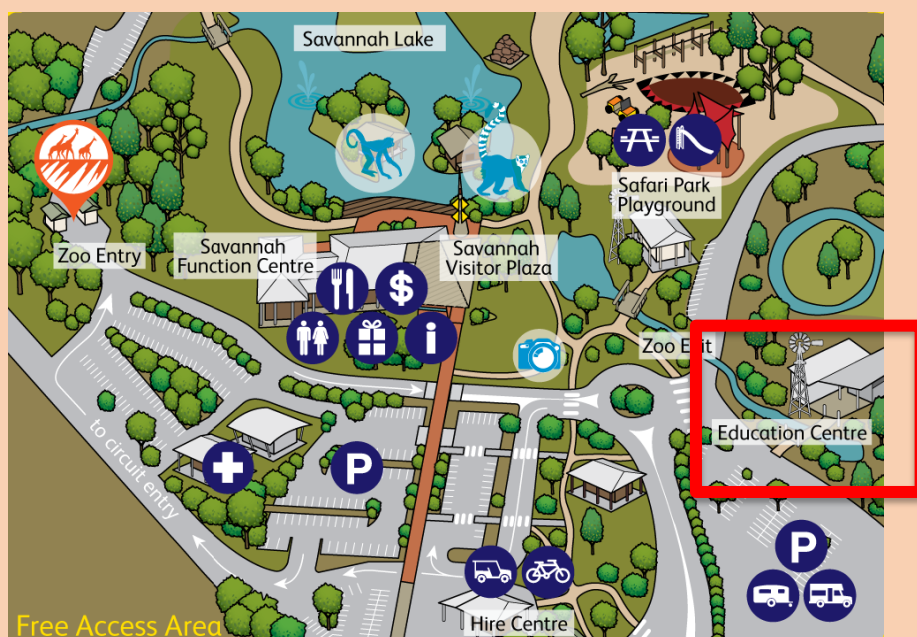 Savannah Lake
Safari Park
Playground
Zoo Entry
Savannah
Function Centre
$
Savannah
Visitor Plaza
i
Zoo Exit
Education Centre
to circuit entry
P
P
Hire Centre
Free Access Area